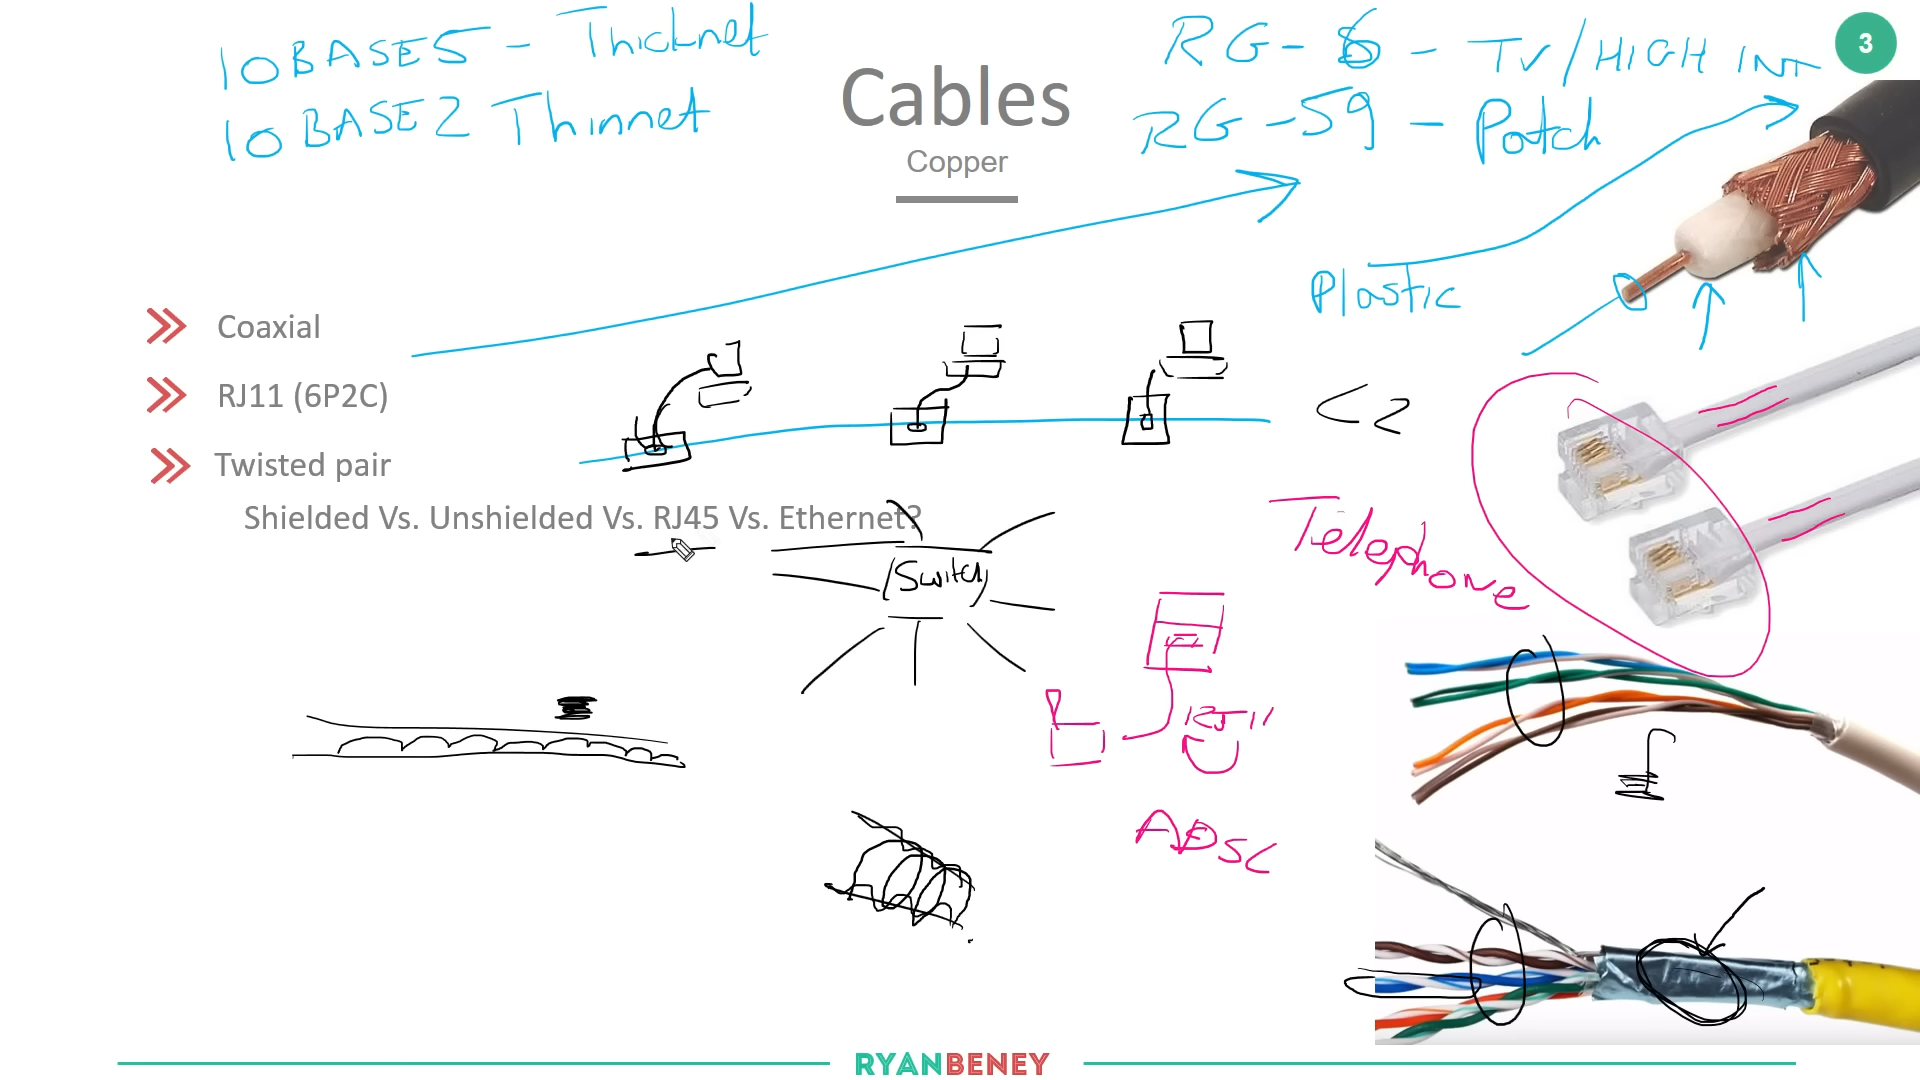 10BASE5 - Thicknet
10BASE2 Thinnet
Cables
Copper
RG-6 - TV/HIGH INT
RG-59 - Patch
3
Plastic
Coaxial
RJ11 (6P2C)
Twisted pair
Shielded Vs. Unshielded Vs. RJ45 Vs. Ethernet?
<2
Telephone
Switch
RJ11
ADSL
RYANBENEY